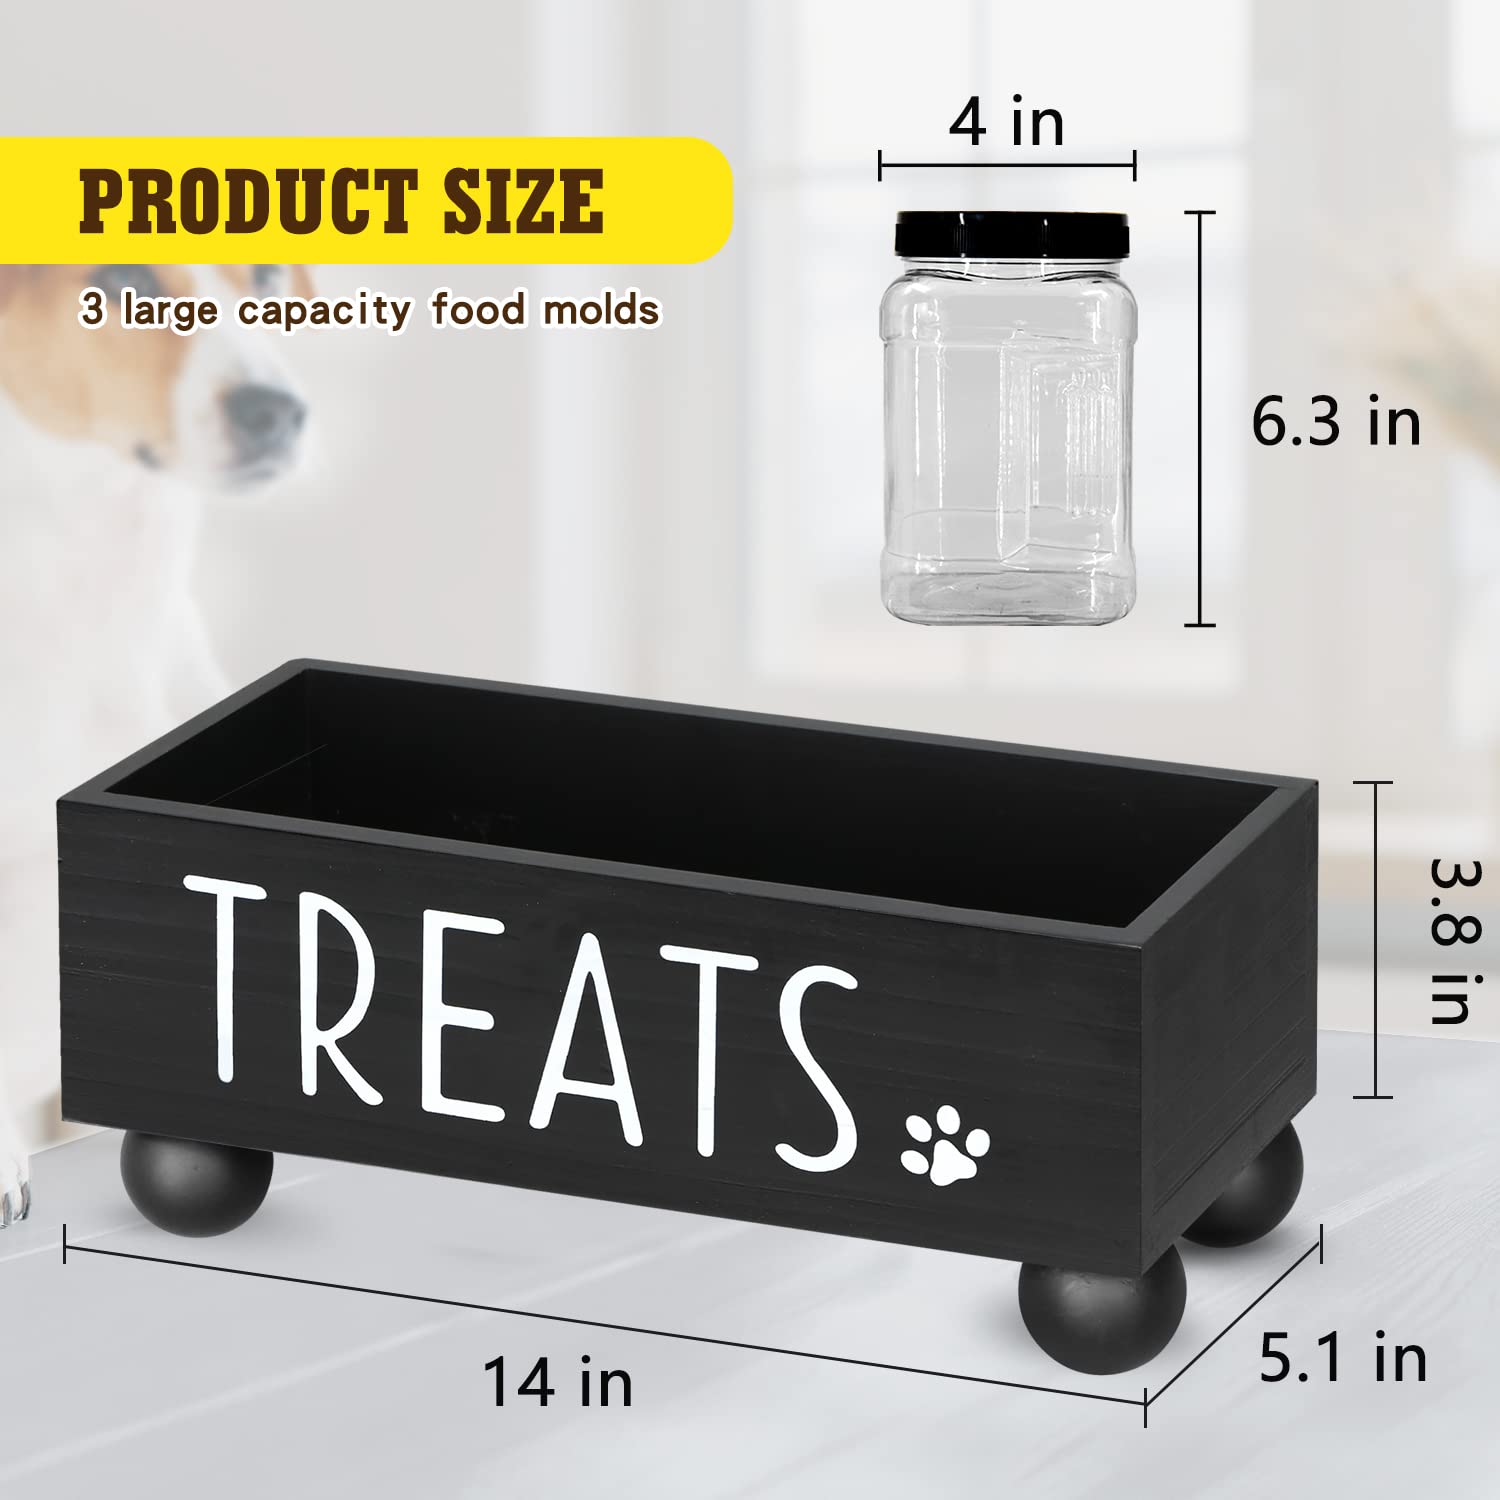 4 in
PRODUCT SIZE
3 large capacity food molds
6.3 in
3.8 in
TREATS
14 in
5.1 in